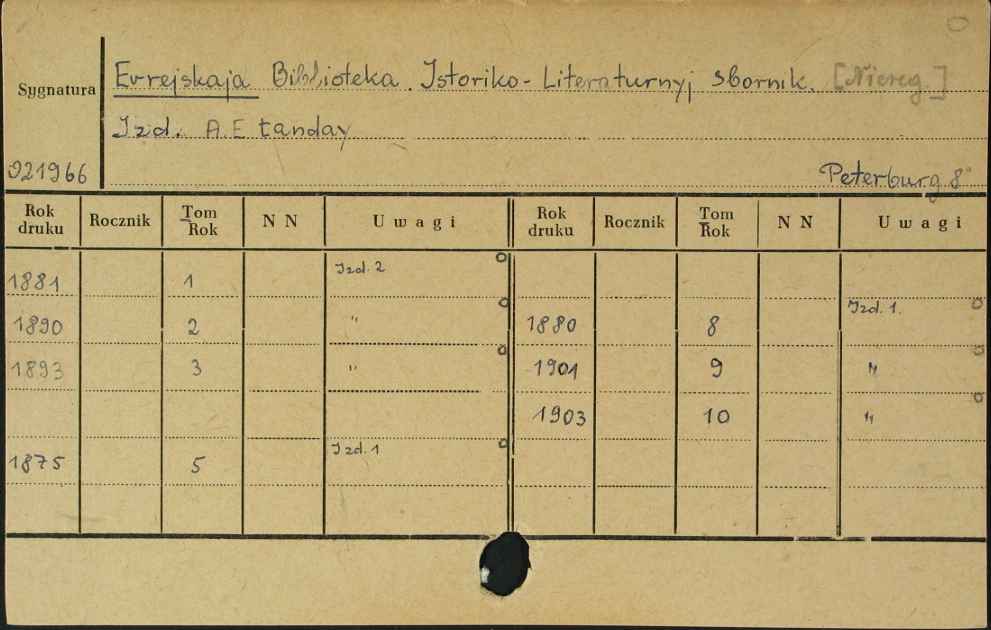 Sygnatura
Evrejskaja Biblioteka. Istoriko-Literaturnyj sbornik. [Niereg.]
Izd. A.E tanday
021966 Peterburg 8°
Rok druku Rocznik Tom Rok N N Uwagi Rok druku Rocznik Tom Rok N N Uwagi
1881 1 Izd. 2
1890 2 " 1880 8 Izd. 1.
1893 3 " 1901 9 "
1903 10 "
1875 5 Izd. 1